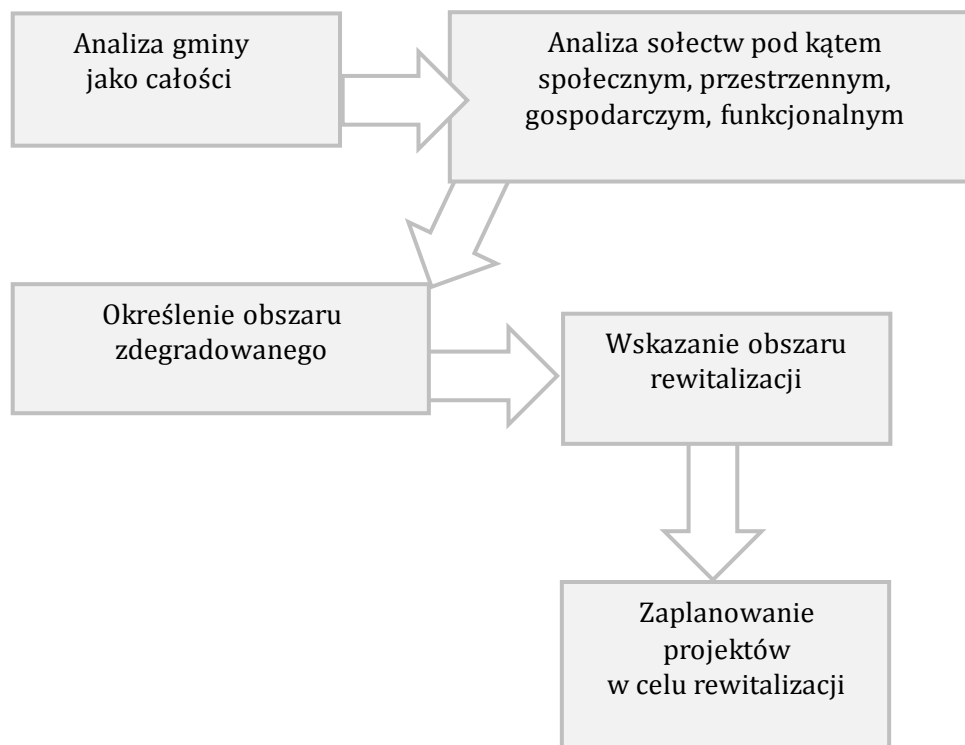 Analiza gminy
jako całości
Analiza sołectw pod kątem
społecznym, przestrzennym,
gospodarczym, funkcjonalnym
Określenie obszaru
zdegradowanego
Wskazanie obszaru
rewitalizacji
Zaplanowanie
projektów
w celu rewitalizacji